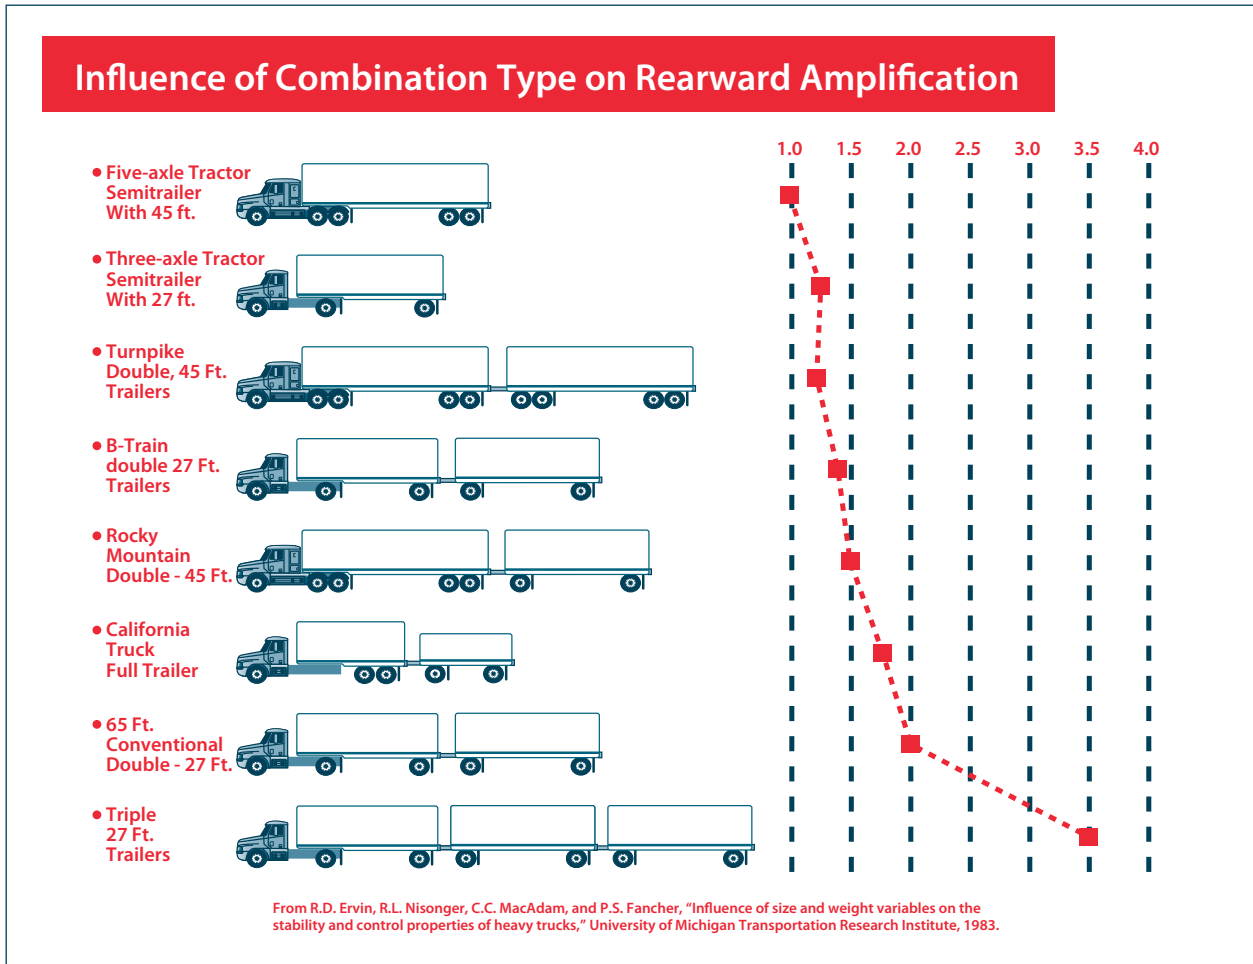 Influence of Combination Type on Rearward Amplification
1.0 1.5 2.0 2.5 3.0 3.5 4.0
• Five-axle Tractor
Semitrailer
With 45 ft.
• Three-axle Tractor
Semitrailer
With 27 ft.
• Turnpike
Double, 45 Ft.
Trailers
• B-Train
double 27 Ft.
Trailers
• Rocky
Mountain
Double - 45 Ft.
• California
Truck
Full Trailer
• 65 Ft.
Conventional
Double - 27 Ft.
• Triple
27 Ft.
Trailers
From R.D. Ervin, R.L. Nisonger, C.C. MacAdam, and P.S. Fancher, “Influence of size and weight variables on the
stability and control properties of heavy trucks,” University of Michigan Transportation Research Institute, 1983.